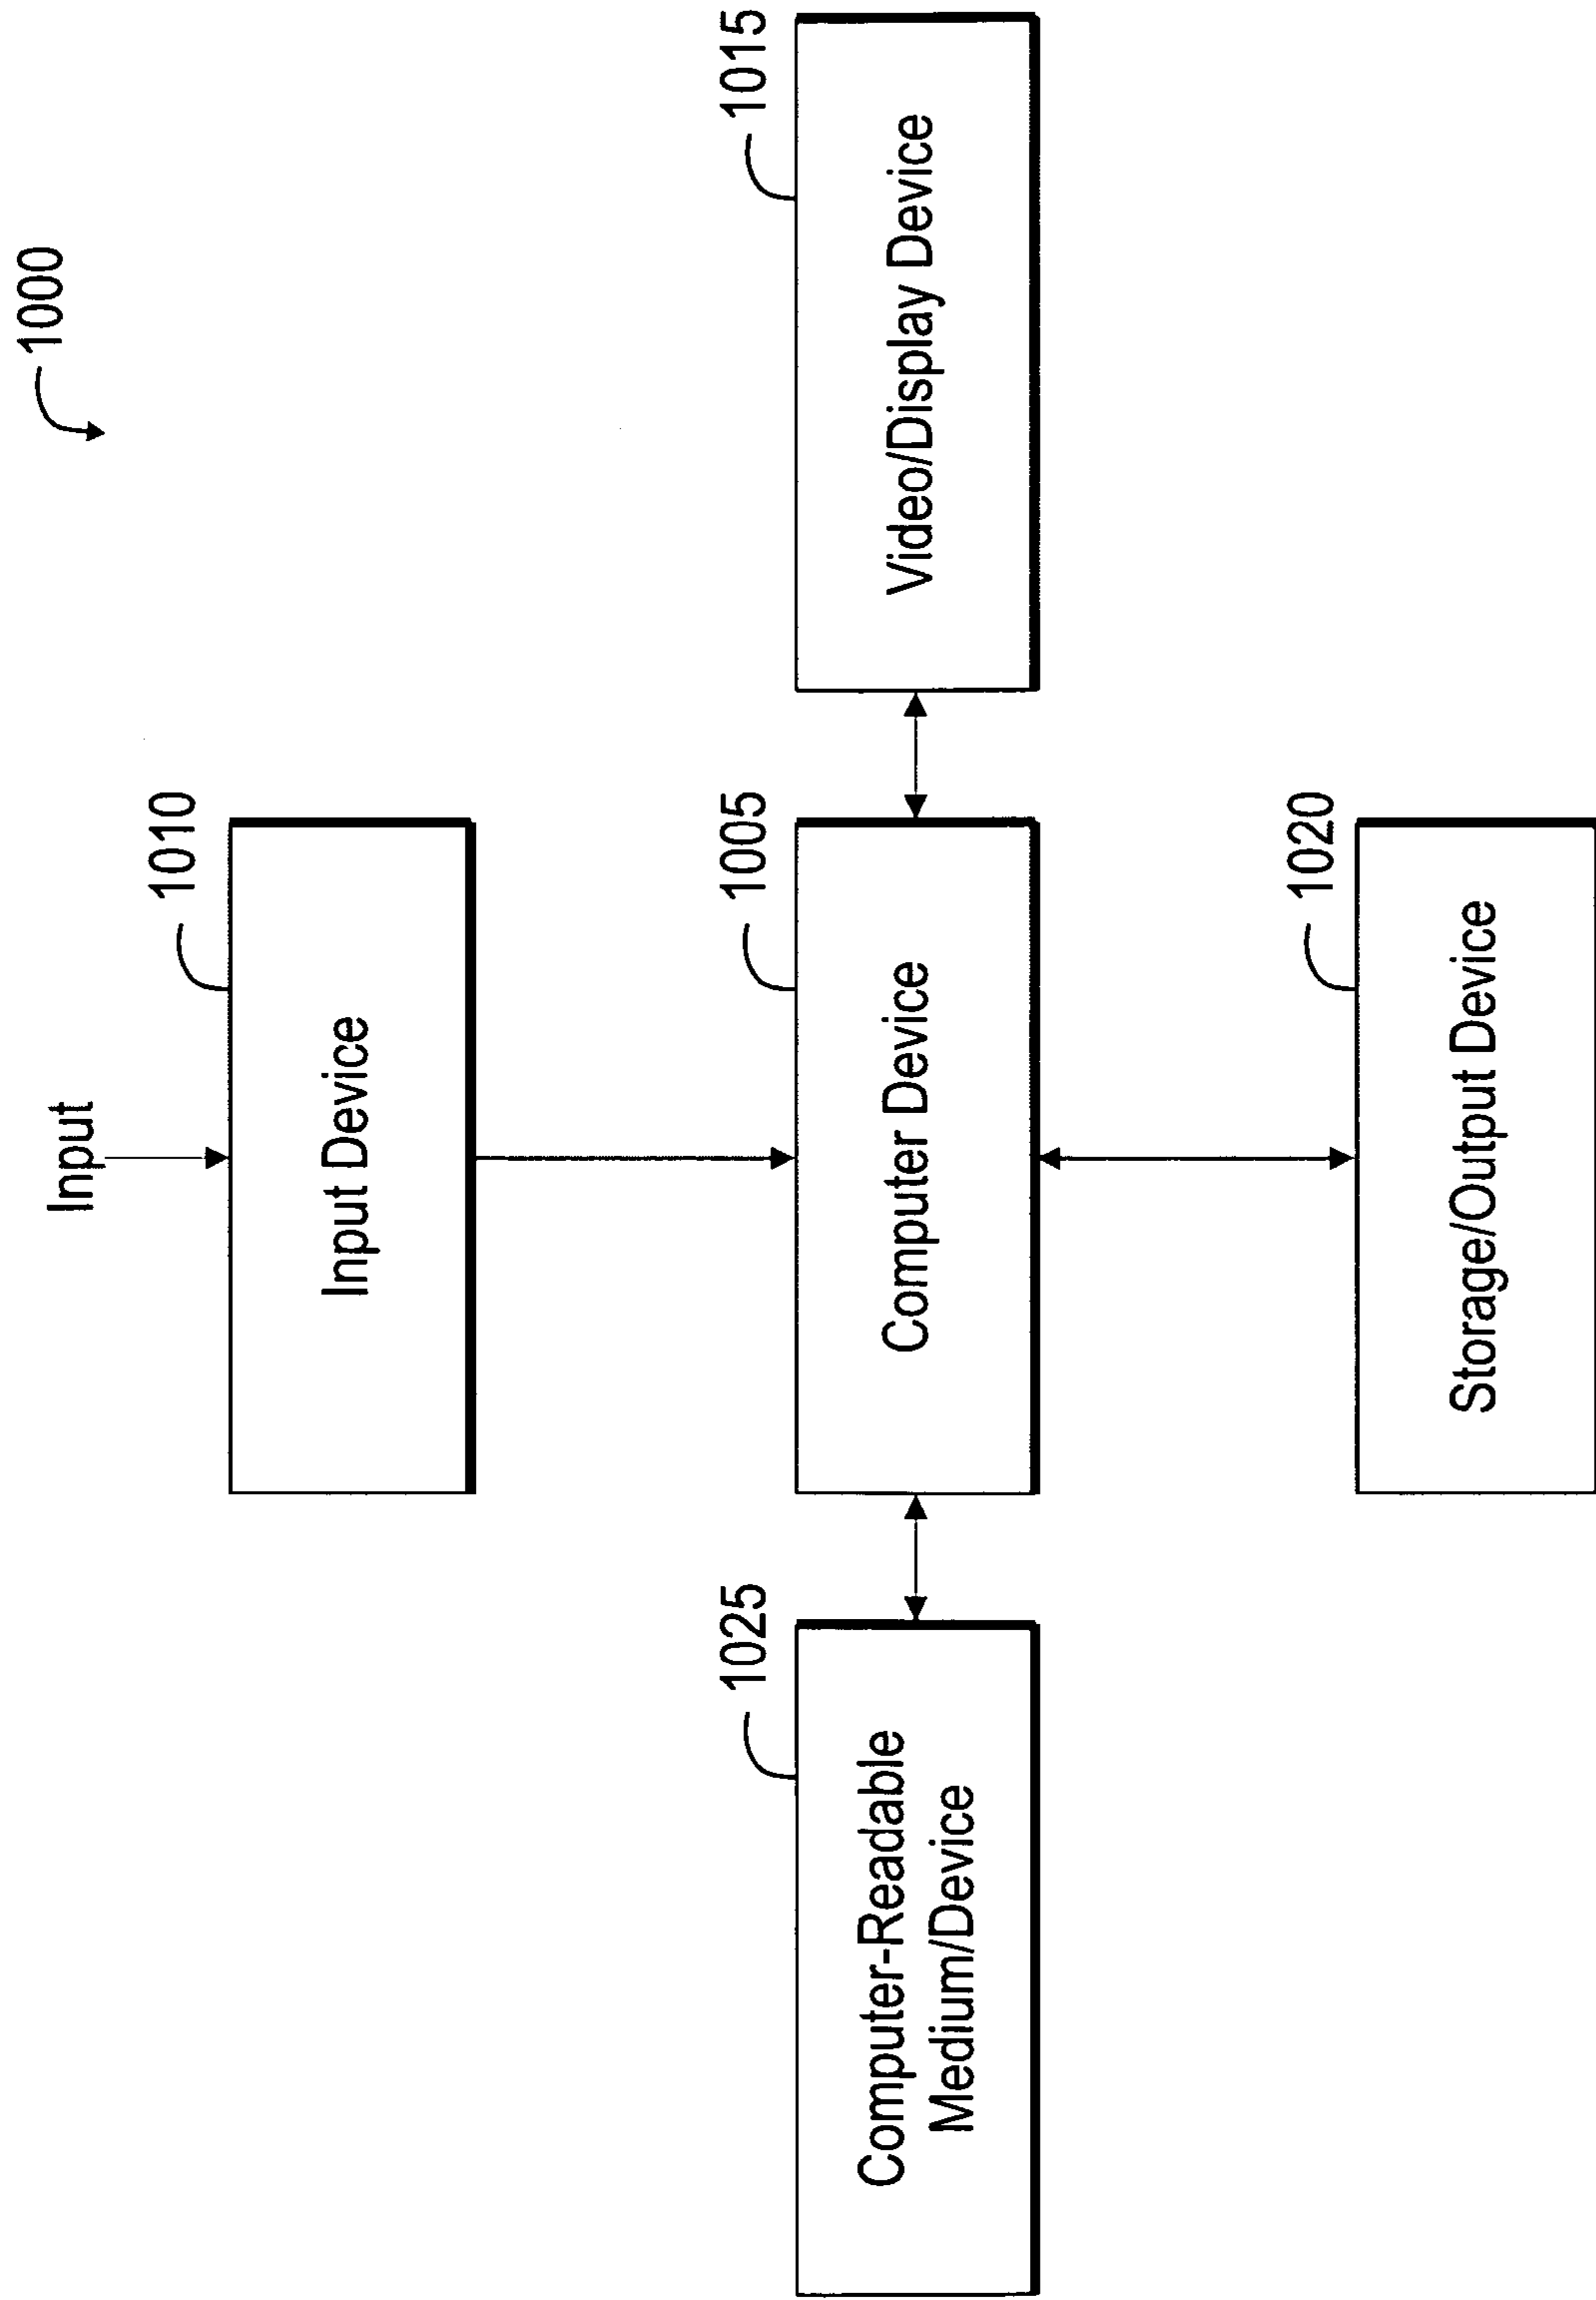 1000
Input
1010
Input Device
1025
Computer-Readable
Medium/Device
1005
Computer Device
1015
Video/Display Device
1020
Storage/Output Device